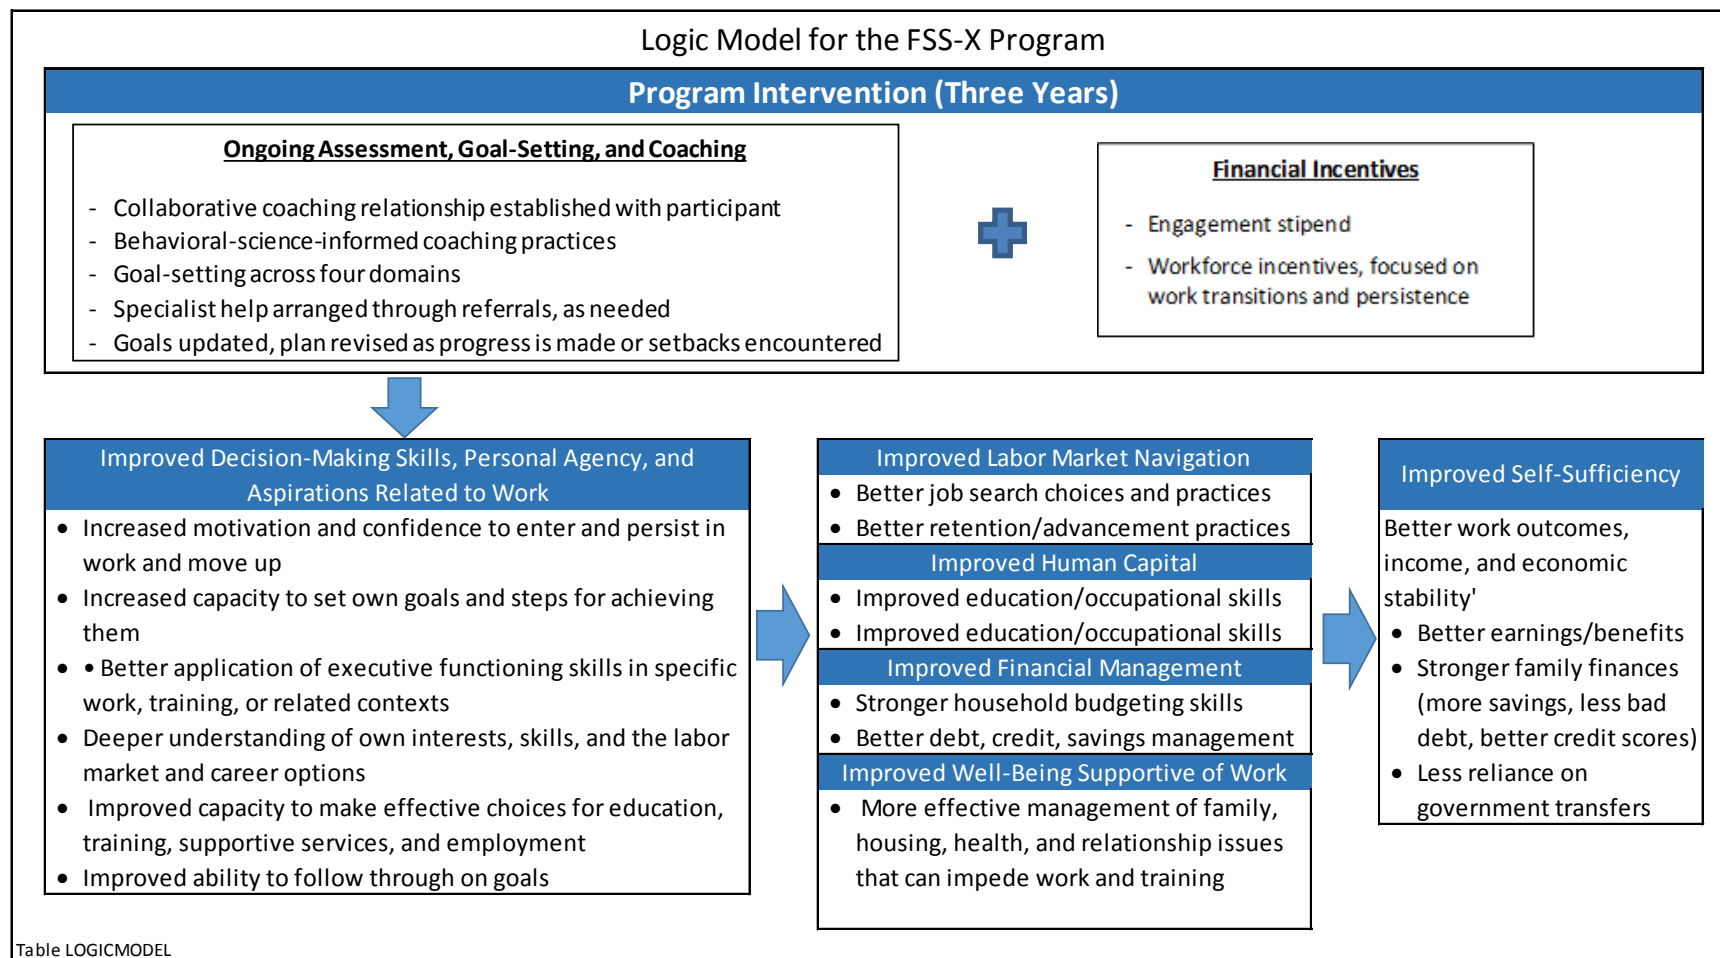 Logic Model for the FSS-X Program
Program Intervention (Three Years)
Ongoing Assessment, Goal-Setting, and Coaching
- Collaborative coaching relationship established with participant
- Behavioral-science-informed coaching practices
- Goal-setting across four domains
- Specialist help arranged through referrals, as needed
- Goals updated, plan revised as progress is made or setbacks encountered
Financial Incentives
- Engagement stipend
- Workforce incentives, focused on
work transitions and persistence
Improved Decision-Making Skills, Personal Agency, and
Aspirations Related to Work
• Increased motivation and confidence to enter and persist in
work and move up
• Increased capacity to set own goals and steps for achieving
them
• • Better application of executive functioning skills in specific
work, training, or related contexts
• Deeper understanding of own interests, skills, and the labor
market and career options
• Improved capacity to make effective choices for education,
training, supportive services, and employment
• Improved ability to follow through on goals
Improved Labor Market Navigation
• Better job search choices and practices
• Better retention/advancement practices
Improved Human Capital
• Improved education/occupational skills
• Improved education/occupational skills
Improved Financial Management
• Stronger household budgeting skills
• Better debt, credit, savings management
Improved Well-Being Supportive of Work
• More effective management of family,
housing, health, and relationship issues
that can impede work and training
Improved Self-Sufficiency
Better work outcomes,
income, and economic
stability'
• Better earnings/benefits
• Stronger family finances
(more savings, less bad
debt, better credit scores)
• Less reliance on
government transfers
Table LOGICMODEL